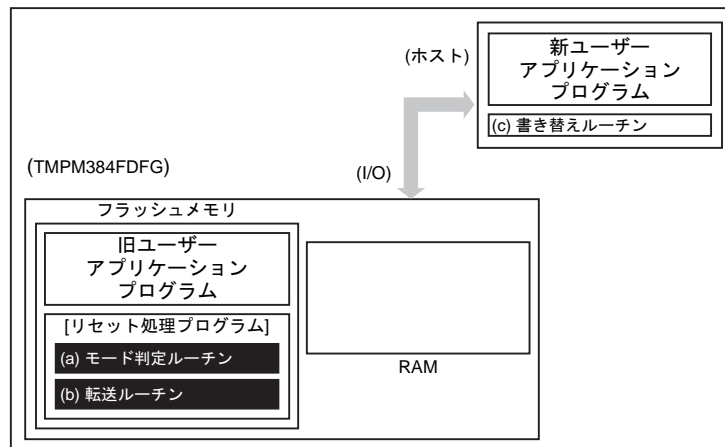 (ホスト)
新ユーザー
アプリケーション
プログラム
(c) 書き替えルーチン
(TMPM384FDFG)
(I/O)
フラッシュメモリ
旧ユーザー
アプリケーション
プログラム
[リセット処理プログラム]
(a) モード判定ルーチン
(b) 転送ルーチン
RAM